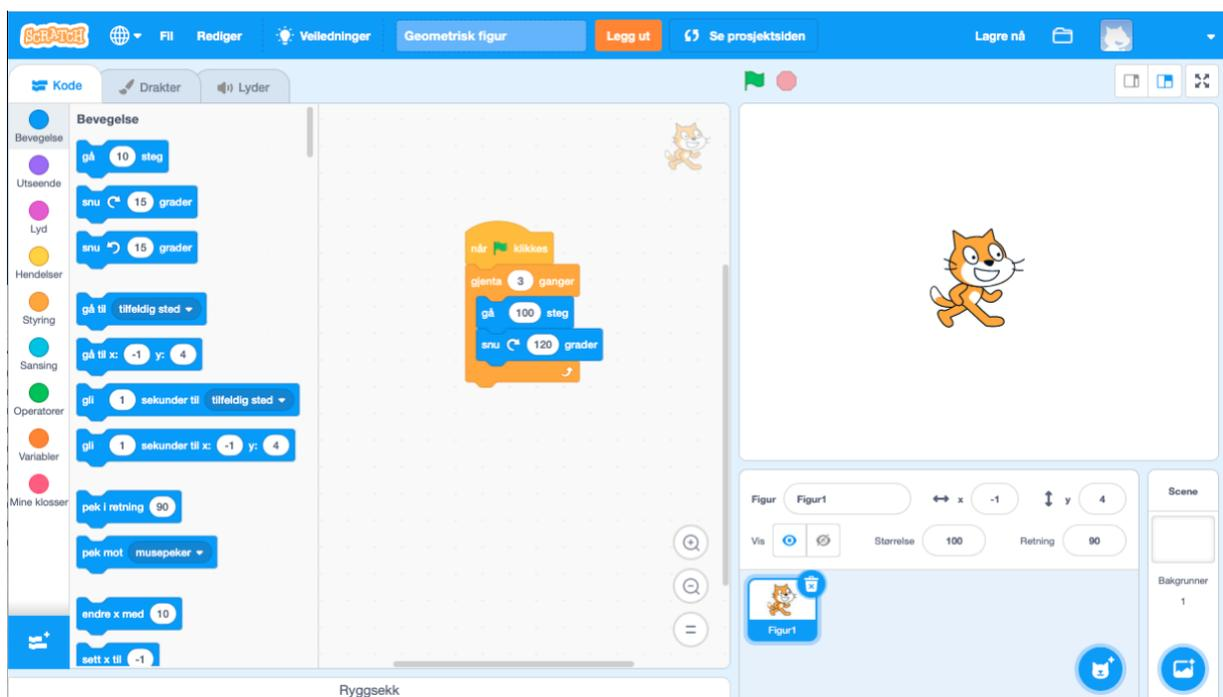 SCRATCH Fil Rediger Veiledninger Geometrisk figur Legg ut Se prosjektsiden Lagre nå
Kode Drakter Lyder
Bevegelse
Utseende
Lyd
Hendelser
Styring
Sansing
Operatorer
Variabler
Mine klosser
Bevegelse
gå 10 steg
snu 15 grader
snu 15 grader
gå til tilfeldig sted
gå til x: -1 y: 4
gli 1 sekunder til tilfeldig sted
gli 1 sekunder til x: -1 y: 4
pek i retning 90
pek mot musepeker
endre x med 10
sett x til -1
når klikkes
gjenta 3 ganger
gå 100 steg
snu 120 grader
Ryggsekk
Figur Figur1 x -1 y 4
Vis Størrelse 100 Retning 90
Figur1
Scene
Bakgrunner
1